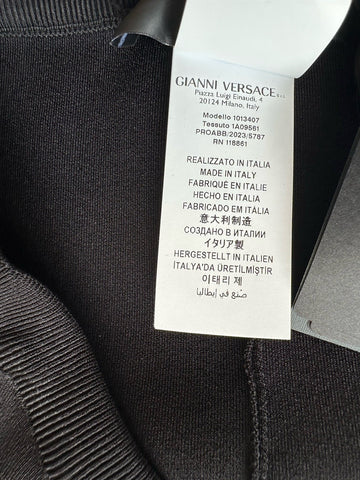 GIANNI VERSACE S.R.L.
Piazza Luigi Einaudi, 4
20124 Milano, Italy
Modello 1013407
Tessuto 1A09561
PROABB/2023/5787
RN 118861
REALIZZATO IN ITALIA
MADE IN ITALY
FABRIQUÉ EN ITALIE
HECHO EN ITALIA
FABRICADO EM ITÁLIA
意大利制造
СОЗДАНО В ИТАЛИИ
イタリア製
HERGESTELLT IN ITALIEN
İTALYA'DA ÜRETİLMİŞTİR
이태리 제
صنع في إيطاليا